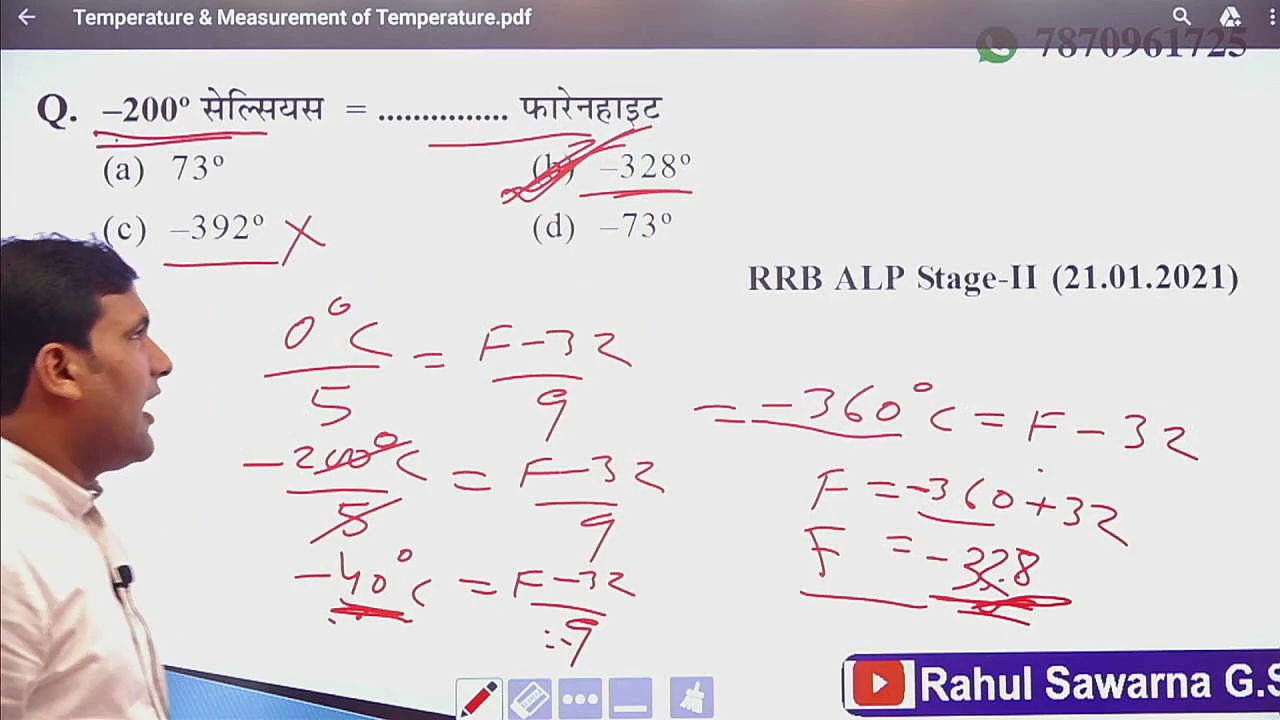 Temperature & Measurement of Temperature.pdf
7870961725
Q. –200° सेल्सियस = ............... फारेनहाइट
(a) 73°
(b) –328°
(c) –392° X
(d) –73°
RRB ALP Stage-II (21.01.2021)
0°C/5 = F-32/9
-200°C/5 = F-32/9
-40°C = F-32/9
= -360°C = F-32
F = -360+32
F = -328
Rahul Sawarna G.S